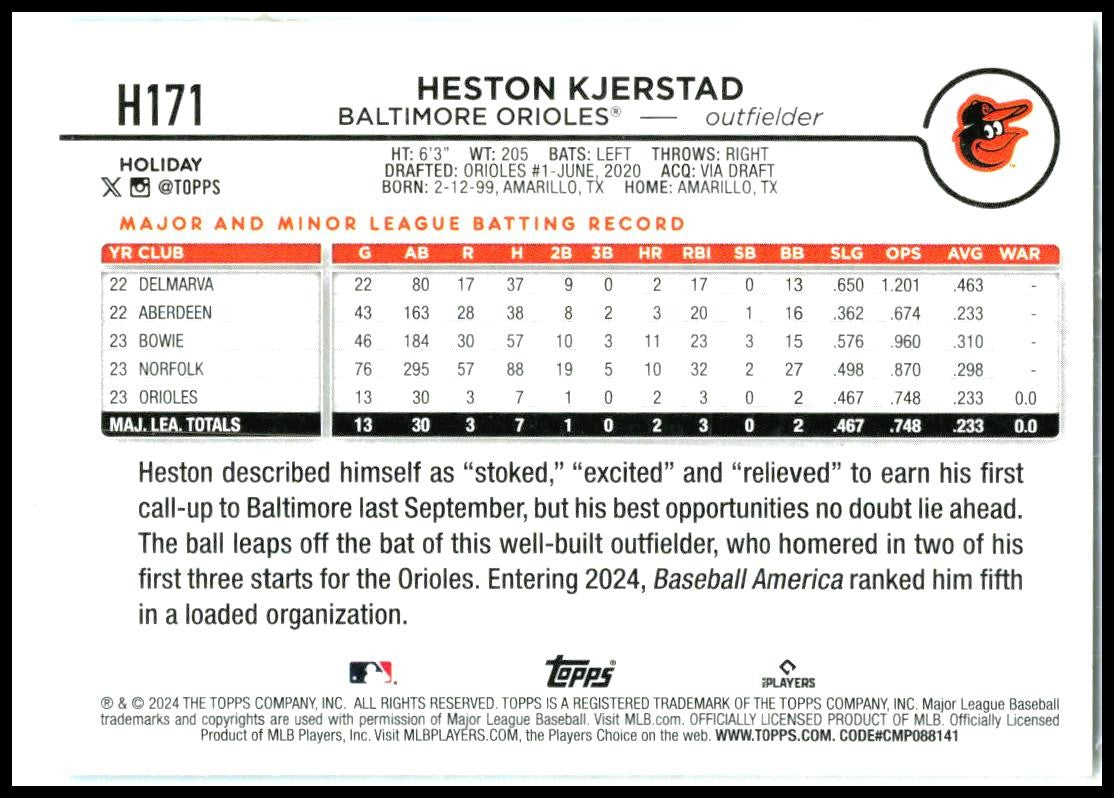 H171
HESTON KJERSTAD
BALTIMORE ORIOLES® — outfielder
HOLIDAY
@TOPPS
HT: 6'3" WT: 205 BATS: LEFT THROWS: RIGHT
DRAFTED: ORIOLES #1-JUNE, 2020 ACQ: VIA DRAFT
BORN: 2-12-99, AMARILLO, TX HOME: AMARILLO, TX
MAJOR AND MINOR LEAGUE BATTING RECORD
YR CLUB G AB R H 2B 3B HR RBI SB BB SLG OPS AVG WAR
22 DELMARVA 22 80 17 37 9 0 2 17 0 13 .650 1.201 .463 -
22 ABERDEEN 43 163 28 38 8 2 3 20 1 16 .362 .674 .233 -
23 BOWIE 46 184 30 57 10 3 11 23 3 15 .576 .960 .310 -
23 NORFOLK 76 295 57 88 19 5 10 32 2 27 .498 .870 .298 -
23 ORIOLES 13 30 3 7 1 0 2 3 0 2 .467 .748 .233 0.0
MAJ. LEA. TOTALS 13 30 3 7 1 0 2 3 0 2 .467 .748 .233 0.0
Heston described himself as “stoked,” “excited” and “relieved” to earn his first
call-up to Baltimore last September, but his best opportunities no doubt lie ahead.
The ball leaps off the bat of this well-built outfielder, who homered in two of his
first three starts for the Orioles. Entering 2024, Baseball America ranked him fifth
in a loaded organization.
Topps®
MLB PLAYERS
® & © 2024 THE TOPPS COMPANY, INC. ALL RIGHTS RESERVED. TOPPS IS A REGISTERED TRADEMARK OF THE TOPPS COMPANY, INC. Major League Baseball
trademarks and copyrights are used with permission of Major League Baseball. Visit MLB.com. OFFICIALLY LICENSED PRODUCT OF MLB. Officially Licensed
Product of MLB Players, Inc. Visit MLBPLAYERS.COM, the Players Choice on the web. WWW.TOPPS.COM. CODE#CMP088141